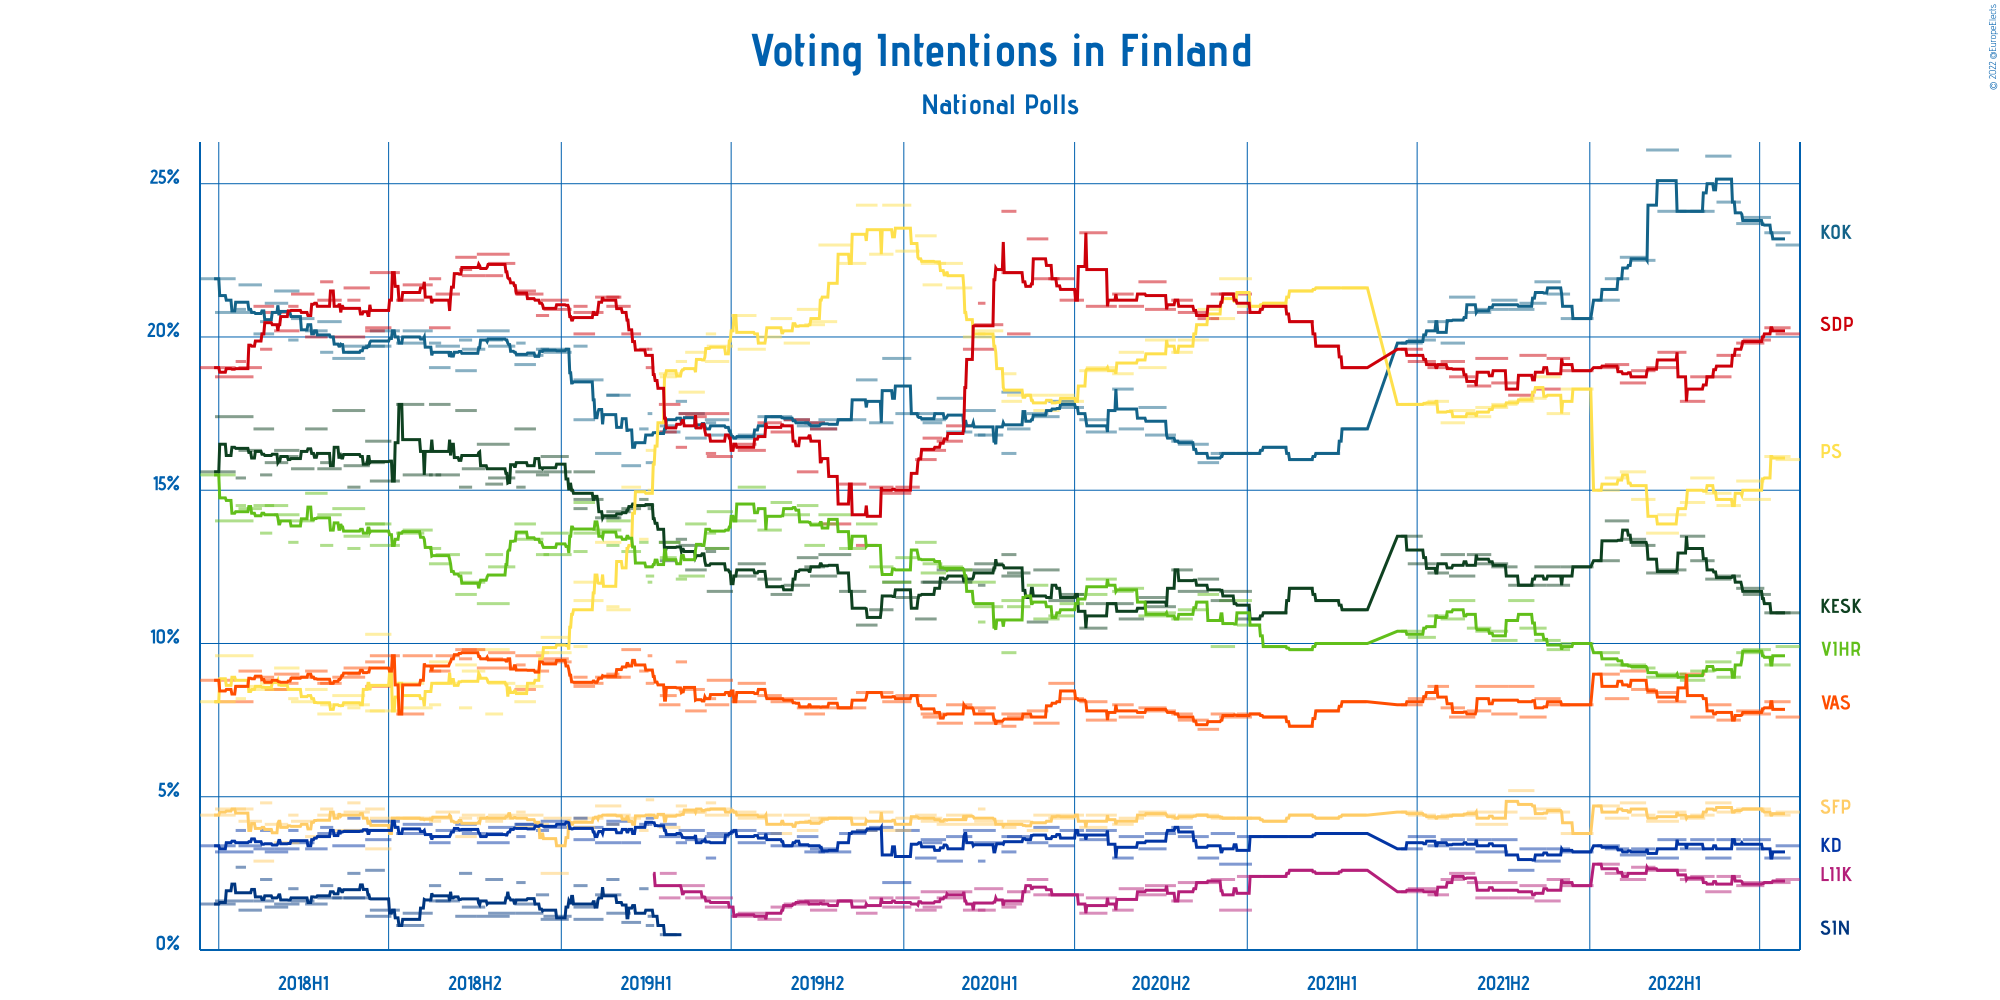 Voting Intentions in Finland
National Polls
© 2022 @EuropeElects
25%
20%
15%
10%
5%
0%
KOK
SDP
PS
KESK
VIHR
VAS
SFP
KD
LIIK
SIN
2018H1
2018H2
2019H1
2019H2
2020H1
2020H2
2021H1
2021H2
2022H1